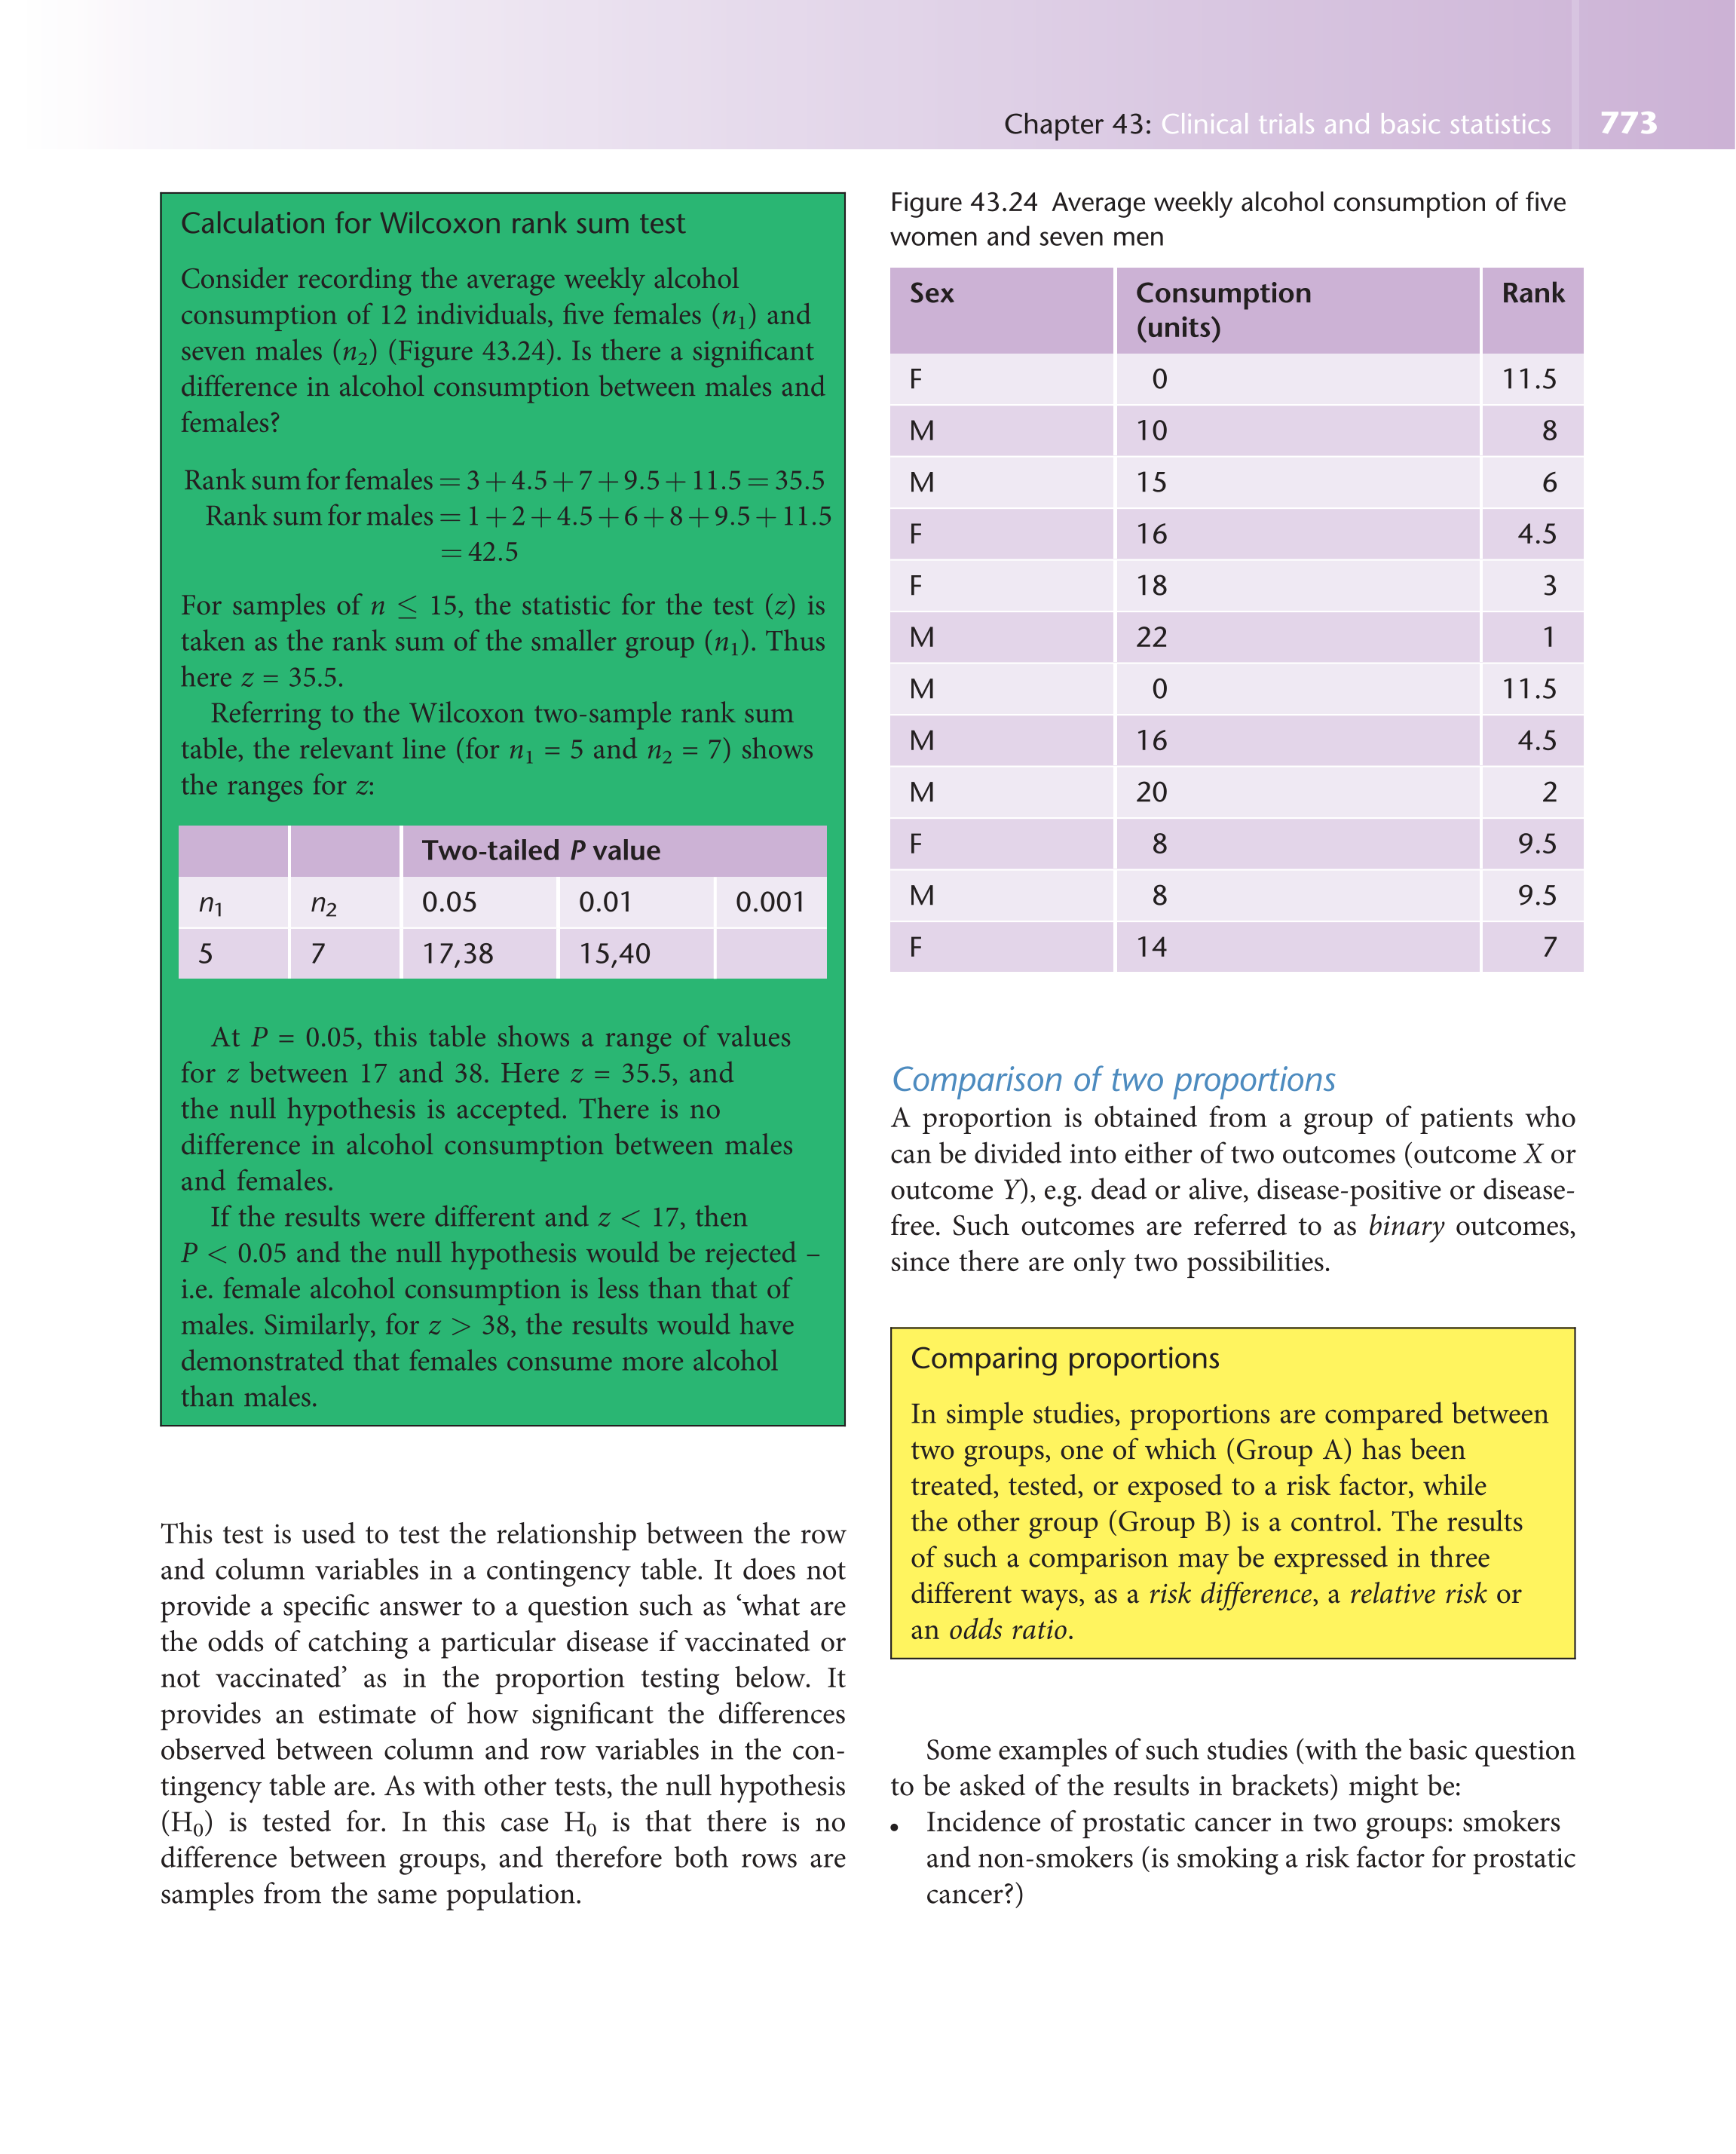 Chapter 43: Clinical trials and basic statistics 773
Calculation for Wilcoxon rank sum test
Consider recording the average weekly alcohol
consumption of 12 individuals, five females (n₁) and
seven males (n₂) (Figure 43.24). Is there a significant
difference in alcohol consumption between males and
females?
Rank sum for females = 3 + 4.5 + 7 + 9.5 + 11.5 = 35.5
Rank sum for males = 1 + 2 + 4.5 + 6 + 8 + 9.5 + 11.5
= 42.5
For samples of n ≤ 15, the statistic for the test (z) is
taken as the rank sum of the smaller group (n₁). Thus
here z = 35.5.
Referring to the Wilcoxon two-sample rank sum
table, the relevant line (for n₁ = 5 and n₂ = 7) shows
the ranges for z:
Two-tailed P value
n₁ n₂ 0.05 0.01 0.001
5 7 17,38 15,40
At P = 0.05, this table shows a range of values
for z between 17 and 38. Here z = 35.5, and
the null hypothesis is accepted. There is no
difference in alcohol consumption between males
and females.
If the results were different and z < 17, then
P < 0.05 and the null hypothesis would be rejected –
i.e. female alcohol consumption is less than that of
males. Similarly, for z > 38, the results would have
demonstrated that females consume more alcohol
than males.
This test is used to test the relationship between the row
and column variables in a contingency table. It does not
provide a specific answer to a question such as ‘what are
the odds of catching a particular disease if vaccinated or
not vaccinated’ as in the proportion testing below. It
provides an estimate of how significant the differences
observed between column and row variables in the con-
tingency table are. As with other tests, the null hypothesis
(H₀) is tested for. In this case H₀ is that there is no
difference between groups, and therefore both rows are
samples from the same population.
Figure 43.24 Average weekly alcohol consumption of five
women and seven men
Sex Consumption Rank
(units)
F 0 11.5
M 10 8
M 15 6
F 16 4.5
F 18 3
M 22 1
M 0 11.5
M 16 4.5
M 20 2
F 8 9.5
M 8 9.5
F 14 7
Comparison of two proportions
A proportion is obtained from a group of patients who
can be divided into either of two outcomes (outcome X or
outcome Y), e.g. dead or alive, disease-positive or disease-
free. Such outcomes are referred to as binary outcomes,
since there are only two possibilities.
Comparing proportions
In simple studies, proportions are compared between
two groups, one of which (Group A) has been
treated, tested, or exposed to a risk factor, while
the other group (Group B) is a control. The results
of such a comparison may be expressed in three
different ways, as a risk difference, a relative risk or
an odds ratio.
Some examples of such studies (with the basic question
to be asked of the results in brackets) might be:
• Incidence of prostatic cancer in two groups: smokers
and non-smokers (is smoking a risk factor for prostatic
cancer?)